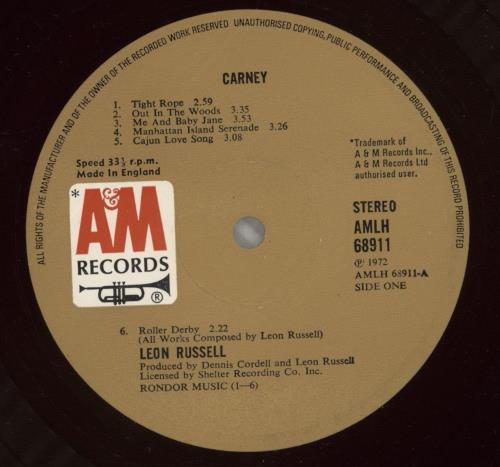 ALL RIGHTS OF THE MANUFACTURER AND OF THE OWNER OF THE RECORDED WORK RESERVED UNAUTHORISED COPYING, PUBLIC PERFORMANCE AND BROADCASTING OF THIS RECORD PROHIBITED
CARNEY
1. Tight Rope 2.59
2. Out In The Woods 3.35
3. Me And Baby Jane 3.53
4. Manhattan Island Serenade 3.26
5. Cajun Love Song 3.08
Speed 33⅓ r.p.m.
Made In England
*Trademark of
A & M Records Inc.,
A & M Records Ltd
authorised user.
*
A&M
RECORDS
®
STEREO
AMLH
68911
℗ 1972
AMLH 68911-A
SIDE ONE
6. Roller Derby 2.22
(All Works Composed by Leon Russell)
LEON RUSSELL
Produced by Dennis Cordell and Leon Russell
Licensed by Shelter Recording Co. Inc.
RONDOR MUSIC (1—6)